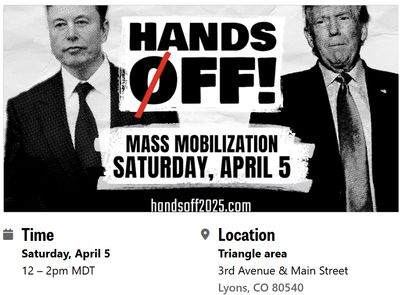 HANDS
OFF!
MASS MOBILIZATION
SATURDAY, APRIL 5
handsoff2025.com
Time
Saturday, April 5
12 – 2pm MDT
Location
Triangle area
3rd Avenue & Main Street
Lyons, CO 80540